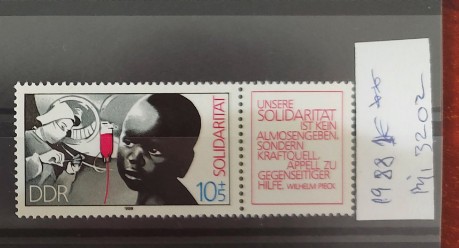 DDR
SOLIDARITÄT
10+5
1988
UNSERE
SOLIDARITÄT
IST KEIN
ALMOSENGEBEN,
SONDERN
KRAFTQUELL,
APPELL ZU
GEGENSEITIGER
HILFE. WILHELM PIECK
1988 1€ **
Mi, 3202